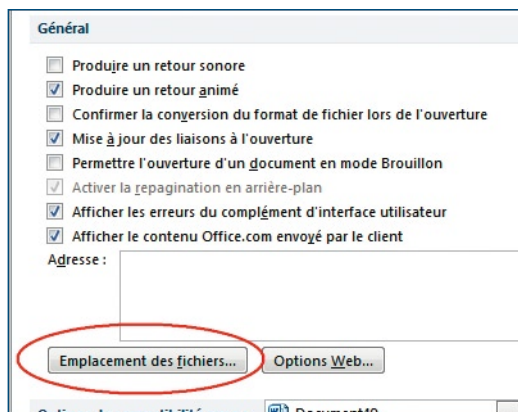 Général
Produire un retour sonore
Produire un retour animé
Confirmer la conversion du format de fichier lors de l'ouverture
Mise à jour des liaisons à l'ouverture
Permettre l'ouverture d'un document en mode Brouillon
Activer la repagination en arrière-plan
Afficher les erreurs du complément d'interface utilisateur
Afficher le contenu Office.com envoyé par le client
Adresse :
Emplacement des fichiers... Options Web...